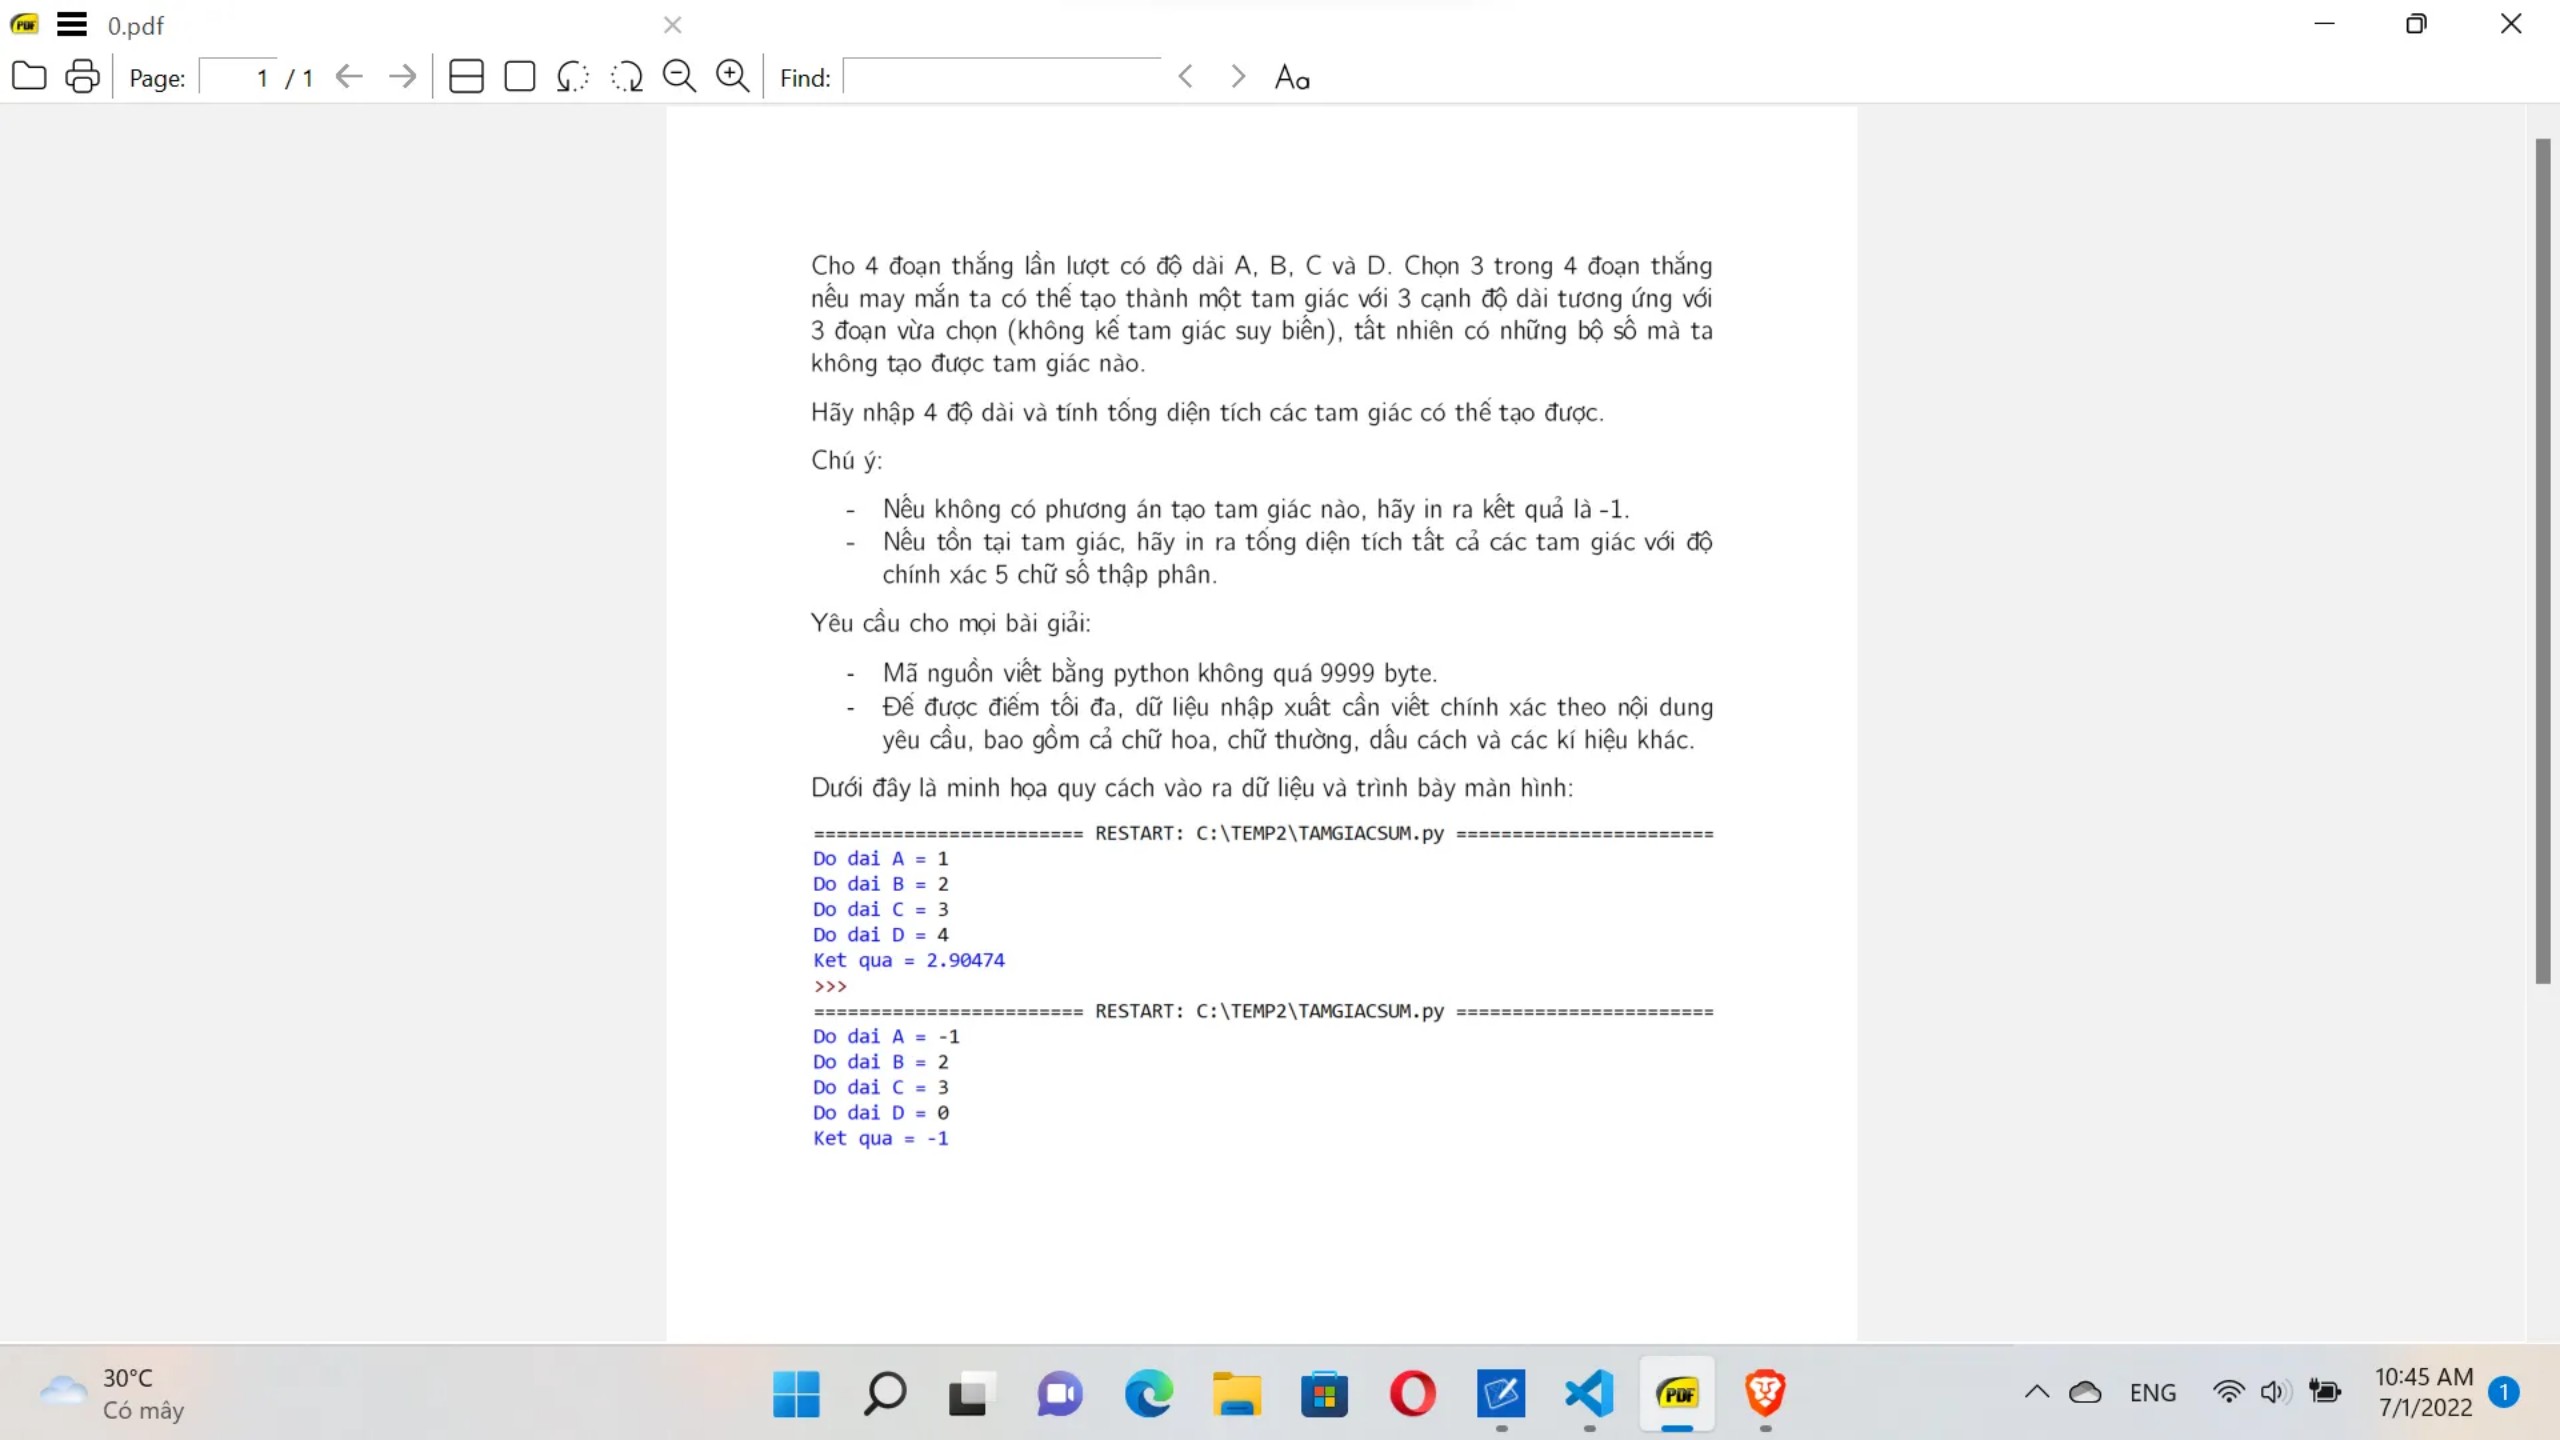 0.pdf
Page: 1 / 1 Find: Aa
Cho 4 đoạn thẳng lần lượt có độ dài A, B, C và D. Chọn 3 trong 4 đoạn thẳng
nếu may mắn ta có thể tạo thành một tam giác với 3 cạnh độ dài tương ứng với
3 đoạn vừa chọn (không kể tam giác suy biến), tất nhiên có những bộ số mà ta
không tạo được tam giác nào.
Hãy nhập 4 độ dài và tính tổng diện tích các tam giác có thể tạo được.
Chú ý:
- Nếu không có phương án tạo tam giác nào, hãy in ra kết quả là -1.
- Nếu tồn tại tam giác, hãy in ra tổng diện tích tất cả các tam giác với độ
chính xác 5 chữ số thập phân.
Yêu cầu cho mọi bài giải:
- Mã nguồn viết bằng python không quá 9999 byte.
- Để được điểm tối đa, dữ liệu nhập xuất cần viết chính xác theo nội dung
yêu cầu, bao gồm cả chữ hoa, chữ thường, dấu cách và các kí hiệu khác.
Dưới đây là minh họa quy cách vào ra dữ liệu và trình bày màn hình:
======================== RESTART: C:\TEMP2\TAMGIACSUM.py =======================
Do dai A = 1
Do dai B = 2
Do dai C = 3
Do dai D = 4
Ket qua = 2.90474
>>>
======================== RESTART: C:\TEMP2\TAMGIACSUM.py =======================
Do dai A = -1
Do dai B = 2
Do dai C = 3
Do dai D = 0
Ket qua = -1
30°C
Có mây
PDF
ENG
10:45 AM
7/1/2022
1